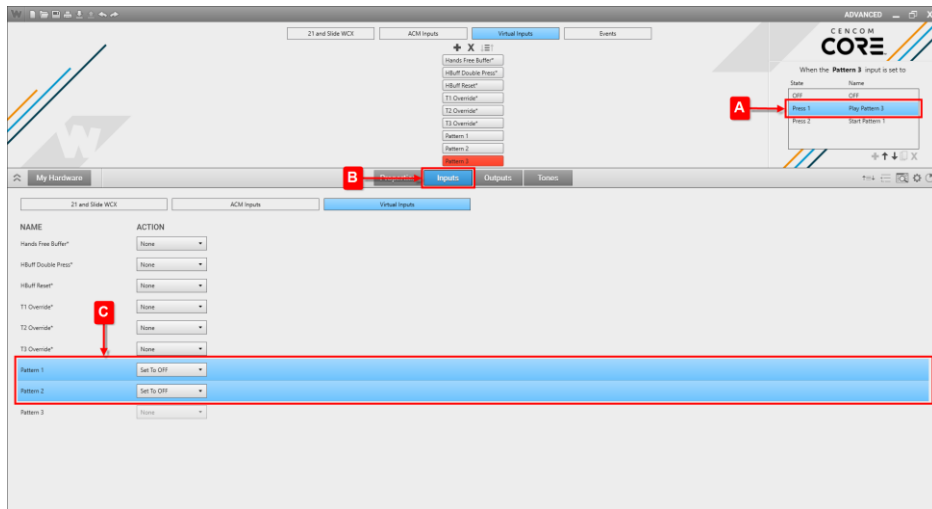 ADVANCED
21 and Slide WCX
ACM Inputs
Virtual Inputs
Events
Hands Free Buffer*
HBuff Double Press*
HBuff Reset*
T1 Override*
T2 Override*
T3 Override*
Pattern 1
Pattern 2
Pattern 3
CENCOM
CORE
When the Pattern 3 input is set to
State Name
OFF OFF
Press 1 Play Pattern 3
Press 2 Start Pattern 1
A
My Hardware
B
Inputs
Outputs
Tones
21 and Slide WCX
ACM Inputs
Virtual Inputs
NAME ACTION
Hands Free Buffer* None
HBuff Double Press* None
HBuff Reset* None
T1 Override* None
C
T2 Override* None
T3 Override* None
Pattern 1 Set To OFF
Pattern 2 Set To OFF
Pattern 3 None